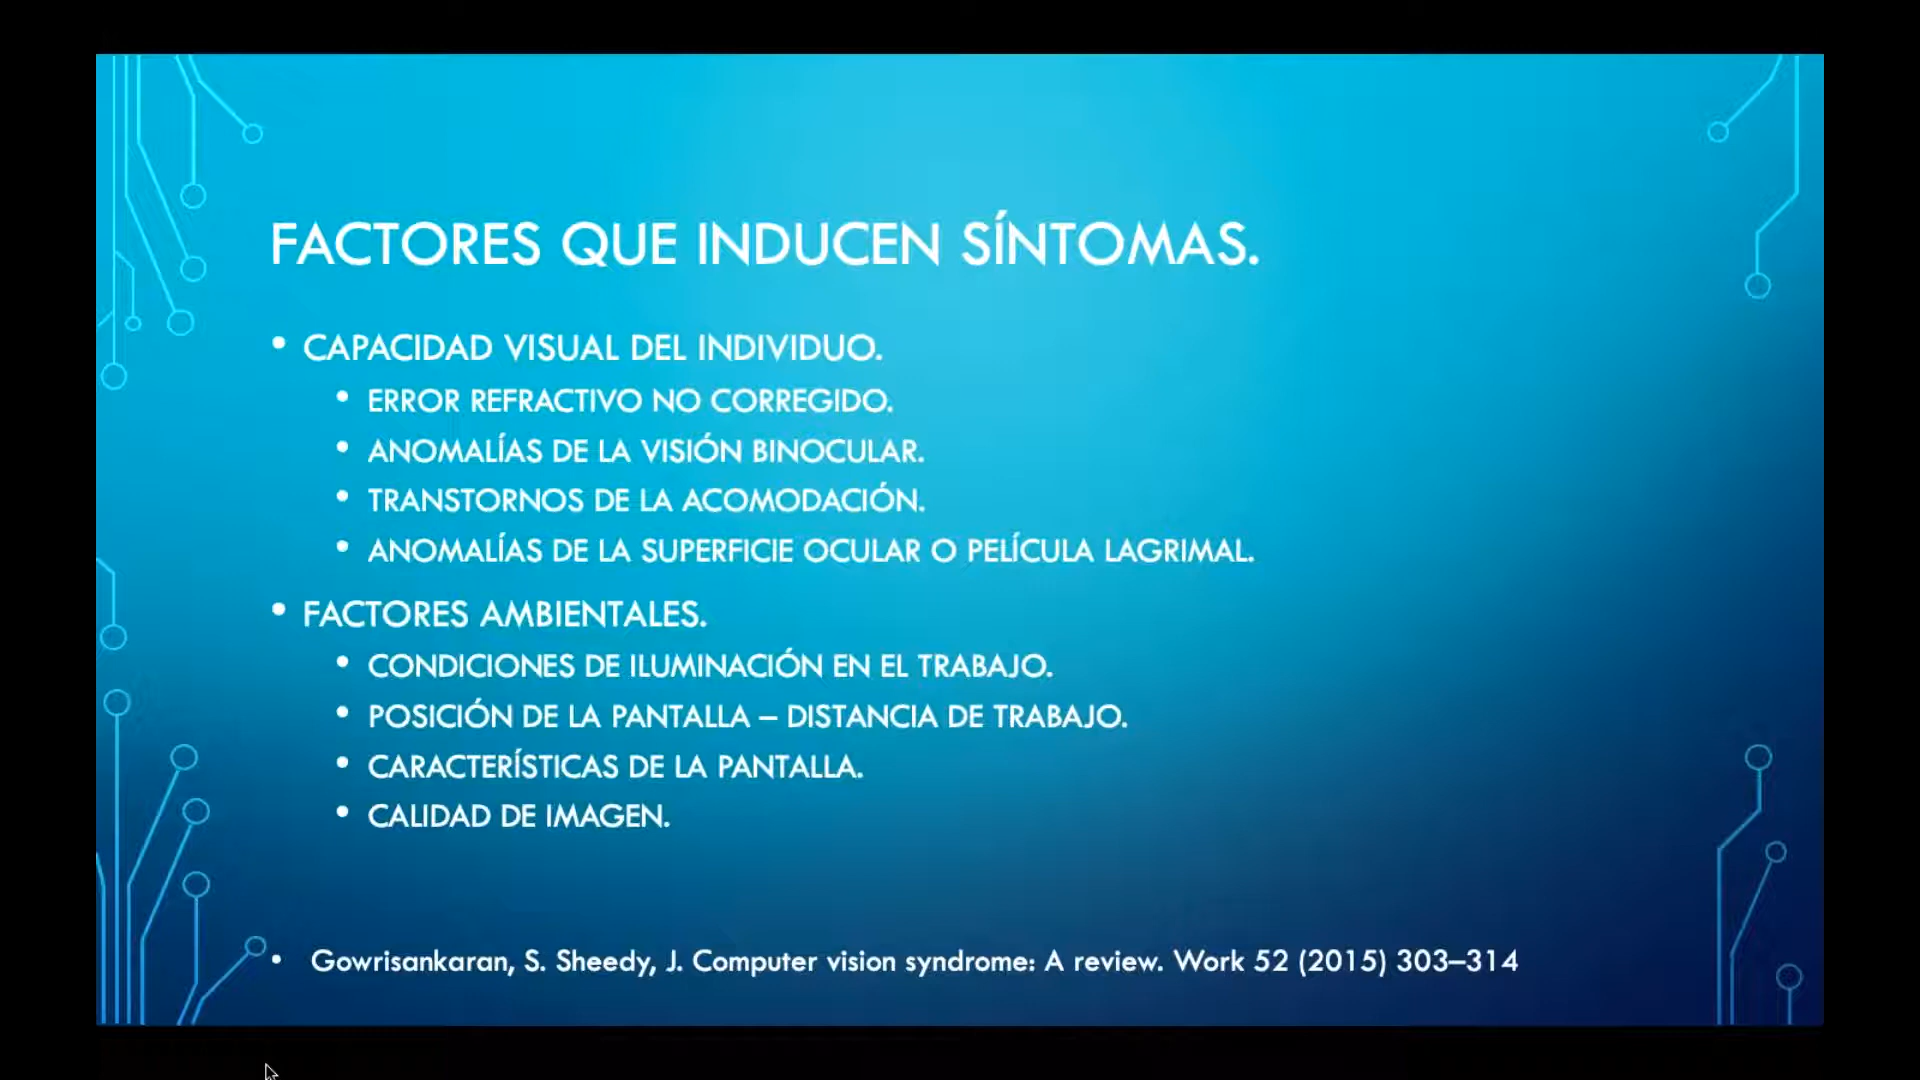 FACTORES QUE INDUCEN SÍNTOMAS.
• CAPACIDAD VISUAL DEL INDIVIDUO.
• ERROR REFRACTIVO NO CORREGIDO.
• ANOMALÍAS DE LA VISIÓN BINOCULAR.
• TRANSTORNOS DE LA ACOMODACIÓN.
• ANOMALÍAS DE LA SUPERFICIE OCULAR O PELÍCULA LAGRIMAL.
• FACTORES AMBIENTALES.
• CONDICIONES DE ILUMINACIÓN EN EL TRABAJO.
• POSICIÓN DE LA PANTALLA – DISTANCIA DE TRABAJO.
• CARACTERÍSTICAS DE LA PANTALLA.
• CALIDAD DE IMAGEN.
• Gowrisankaran, S. Sheedy, J. Computer vision syndrome: A review. Work 52 (2015) 303–314